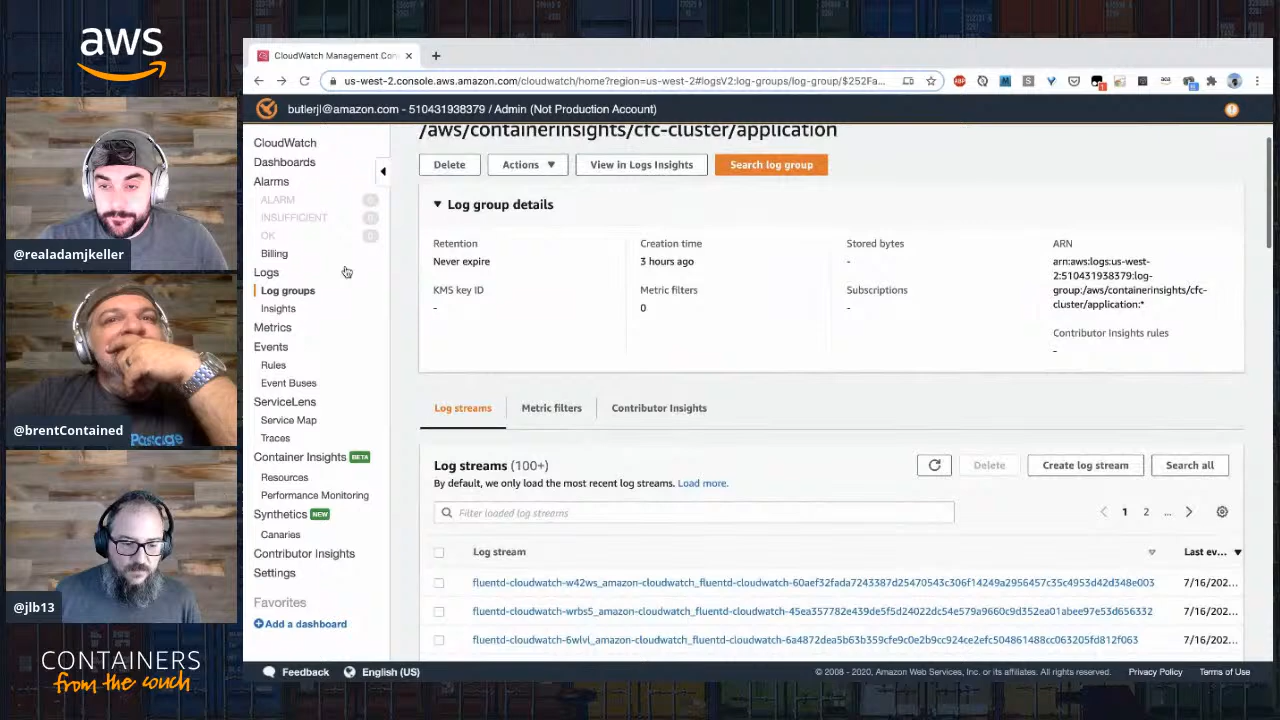 aws
@realadamjkeller
@brentContained
@jlb13
CONTAINERS
from the couch
CloudWatch Management Con
us-west-2.console.aws.amazon.com/cloudwatch/home?region=us-west-2#logsV2:log-groups/log-group/$252Fa...
butlerjl@amazon.com - 510431938379 / Admin (Not Production Account)
CloudWatch
Dashboards
Alarms
ALARM 0
INSUFFICIENT 0
OK 0
Billing
Logs
Log groups
Insights
Metrics
Events
Rules
Event Buses
ServiceLens
Service Map
Traces
Container Insights BETA
Resources
Performance Monitoring
Synthetics NEW
Canaries
Contributor Insights
Settings
Favorites
Add a dashboard
/aws/containerinsights/cfc-cluster/application
Delete Actions View in Logs Insights Search log group
Log group details
Retention
Never expire
KMS key ID
-
Creation time
3 hours ago
Metric filters
0
Stored bytes
-
Subscriptions
-
ARN
arn:aws:logs:us-west-
2:510431938379:log-
group:/aws/containerinsights/cfc-
cluster/application:*
Contributor Insights rules
-
Log streams Metric filters Contributor Insights
Log streams (100+)
By default, we only load the most recent log streams. Load more.
Delete Create log stream Search all
Filter loaded log streams
1 2 ...
Log stream Last ev...
fluentd-cloudwatch-w42ws_amazon-cloudwatch_fluentd-cloudwatch-60aef32fada7243387d25470543c306f14249a2956457c35c4953d42d348e003 7/16/202...
fluentd-cloudwatch-wrbs5_amazon-cloudwatch_fluentd-cloudwatch-45ea357782e439de5f5d24022dc54e579a9660c9d352ea01abee97e53d656332 7/16/202...
fluentd-cloudwatch-6wlvl_amazon-cloudwatch_fluentd-cloudwatch-6a4872dea5b63b359cfe9c0e2b9cc924ce2efc504861488cc063205fd812f063 7/16/202...
Feedback English (US)
© 2008 - 2020, Amazon Web Services, Inc. or its affiliates. All rights reserved. Privacy Policy Terms of Use